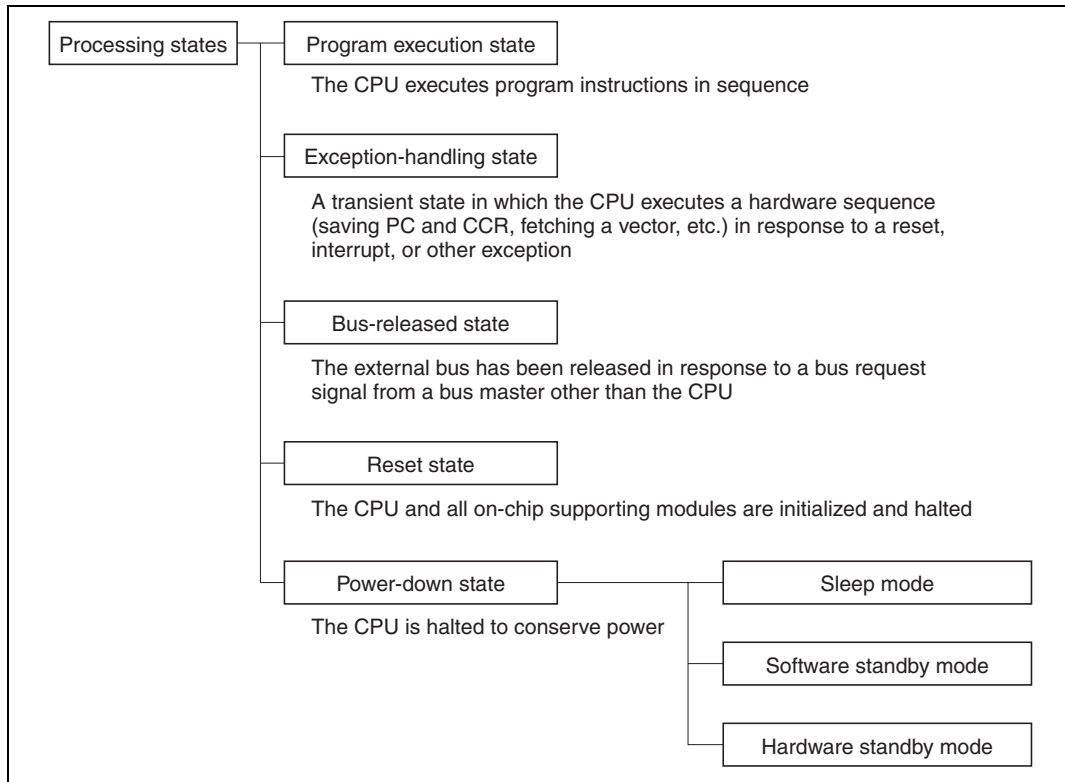 Processing states
Program execution state
The CPU executes program instructions in sequence
Exception-handling state
A transient state in which the CPU executes a hardware sequence
(saving PC and CCR, fetching a vector, etc.) in response to a reset,
interrupt, or other exception
Bus-released state
The external bus has been released in response to a bus request
signal from a bus master other than the CPU
Reset state
The CPU and all on-chip supporting modules are initialized and halted
Power-down state
Sleep mode
The CPU is halted to conserve power
Software standby mode
Hardware standby mode